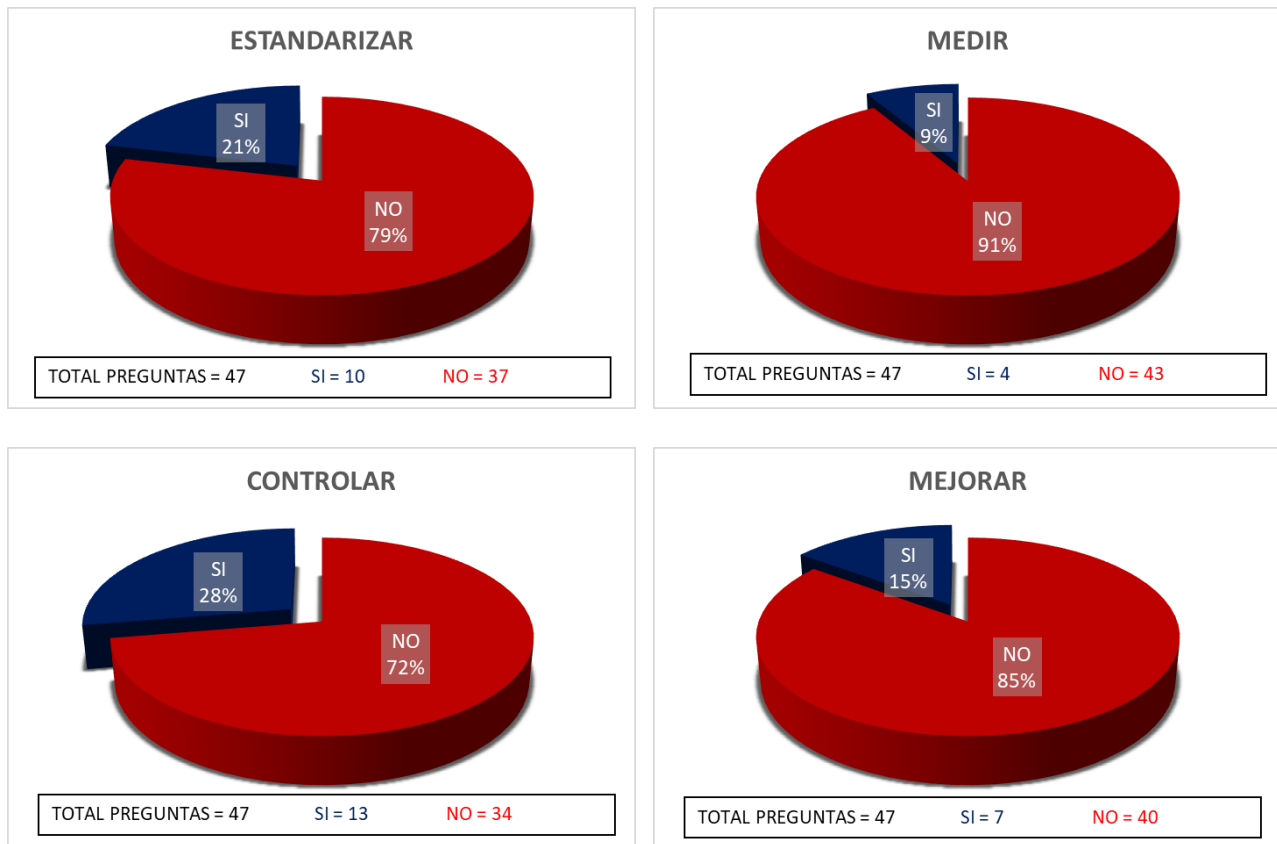 ESTANDARIZAR
SI
21%
NO
79%
TOTAL PREGUNTAS = 47 SI = 10 NO = 37
MEDIR
SI
9%
NO
91%
TOTAL PREGUNTAS = 47 SI = 4 NO = 43
CONTROLAR
SI
28%
NO
72%
TOTAL PREGUNTAS = 47 SI = 13 NO = 34
MEJORAR
SI
15%
NO
85%
TOTAL PREGUNTAS = 47 SI = 7 NO = 40